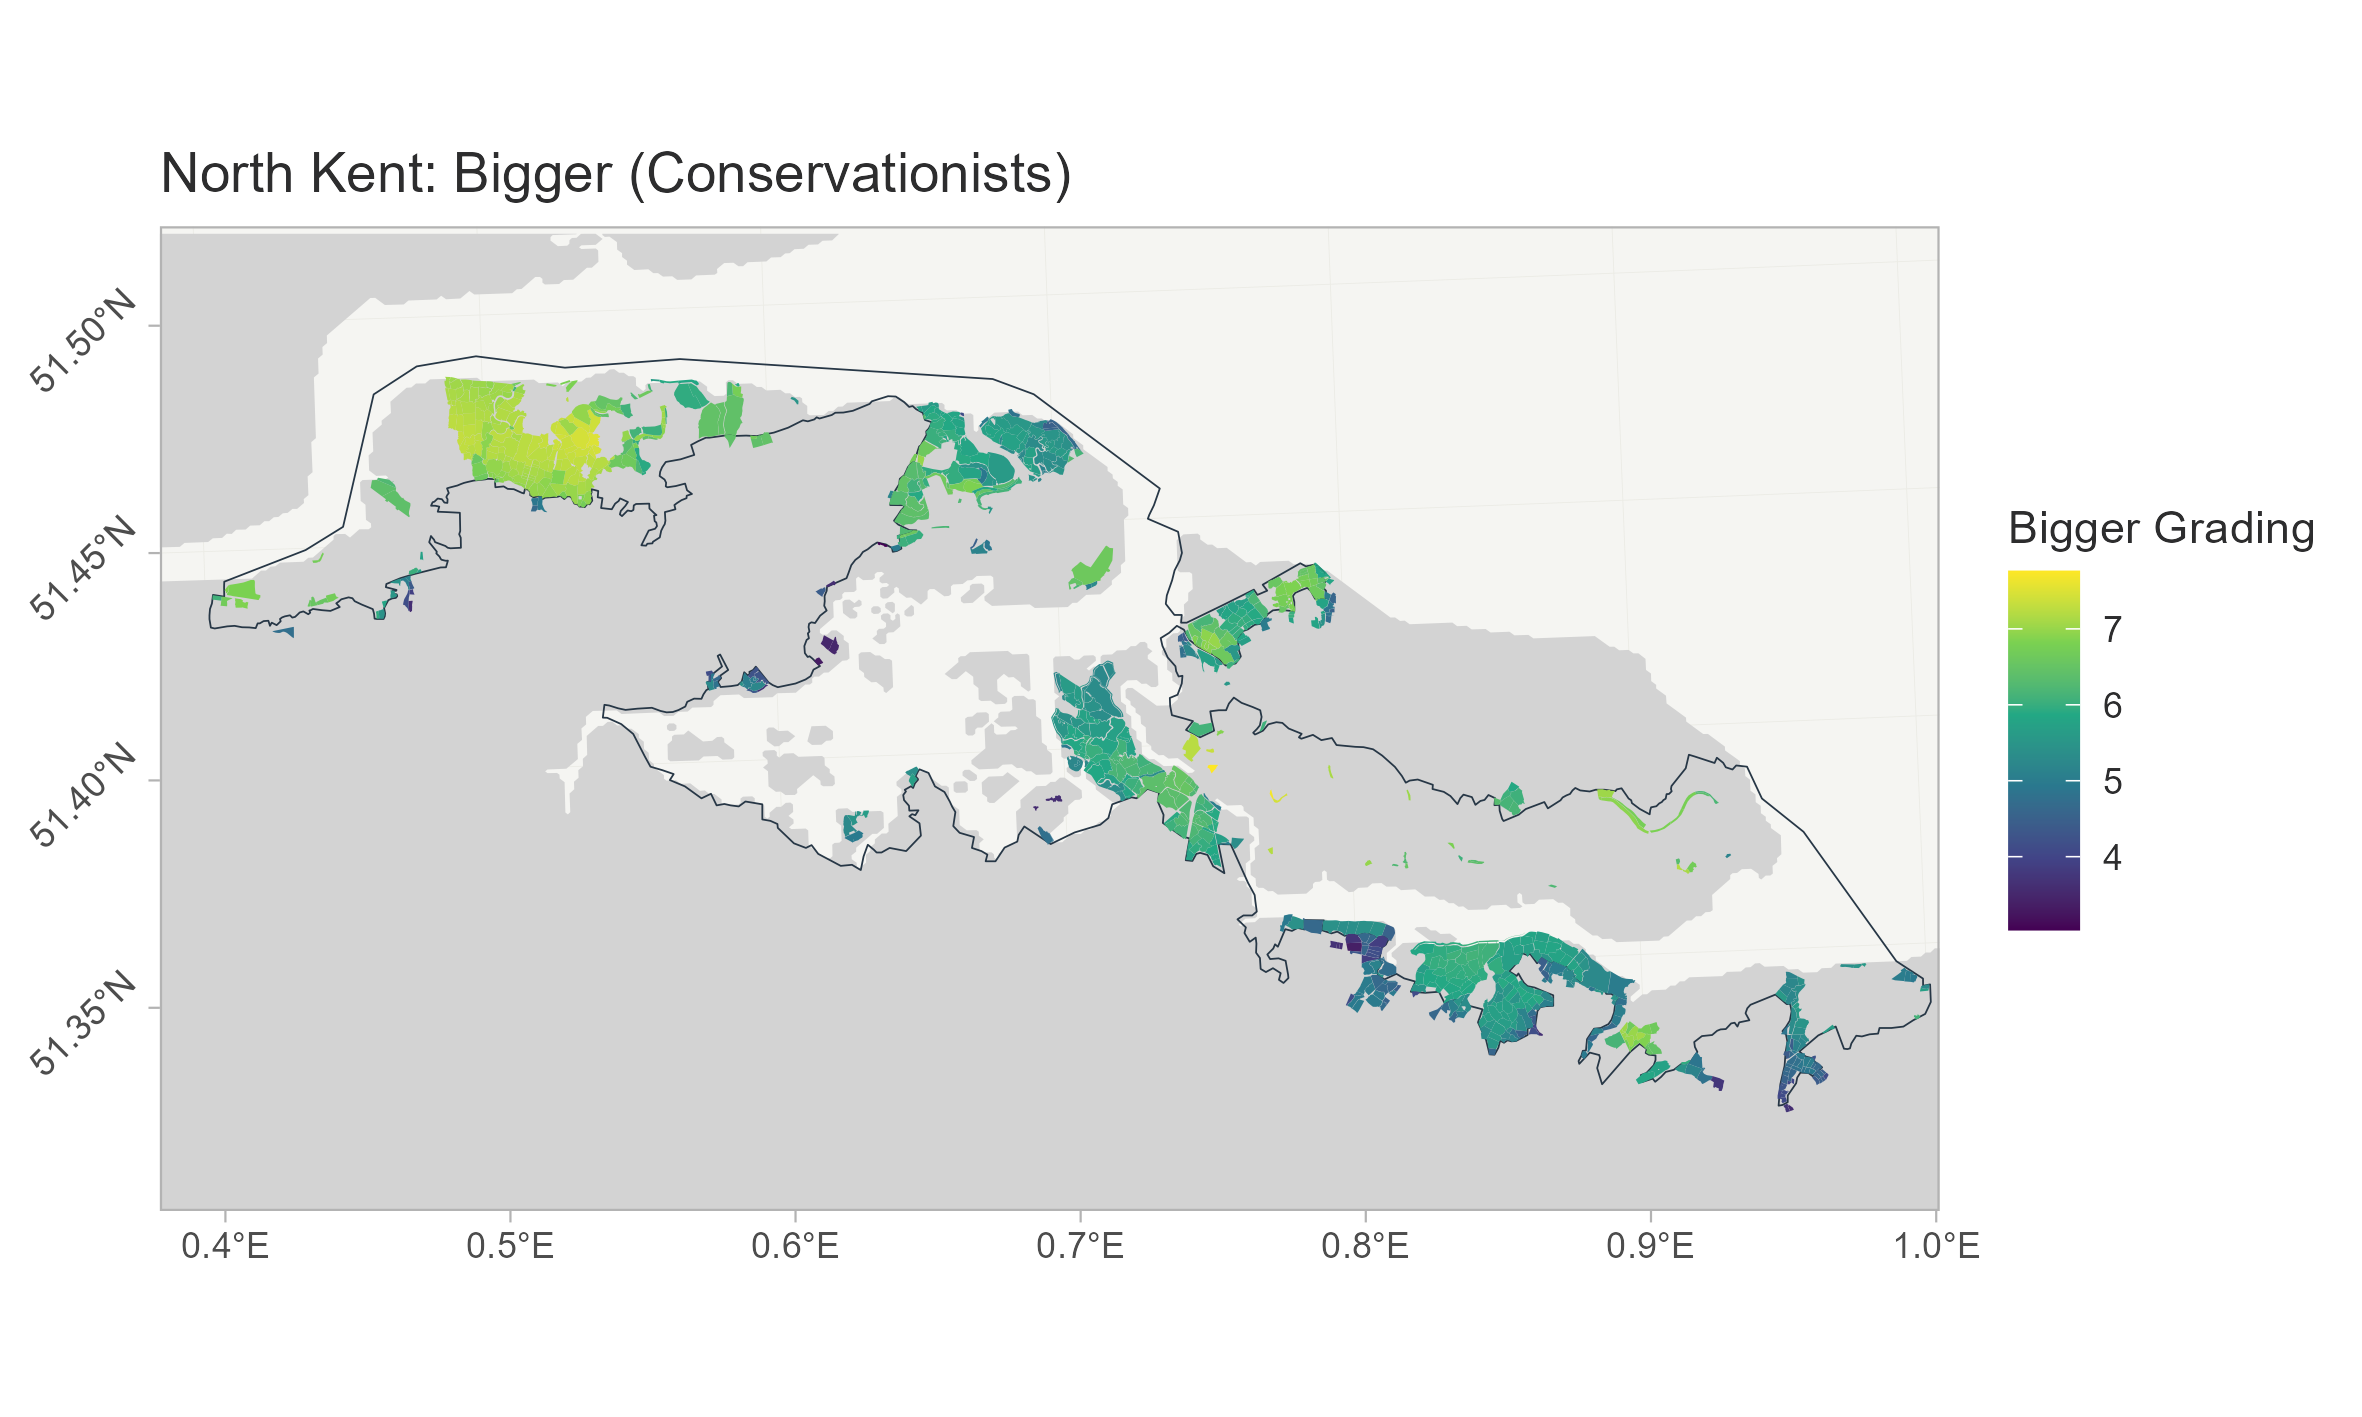 North Kent: Bigger (Conservationists)
51.50°N
51.45°N
51.40°N
51.35°N
0.4°E
0.5°E
0.6°E
0.7°E
0.8°E
0.9°E
1.0°E
Bigger Grading
7
6
5
4